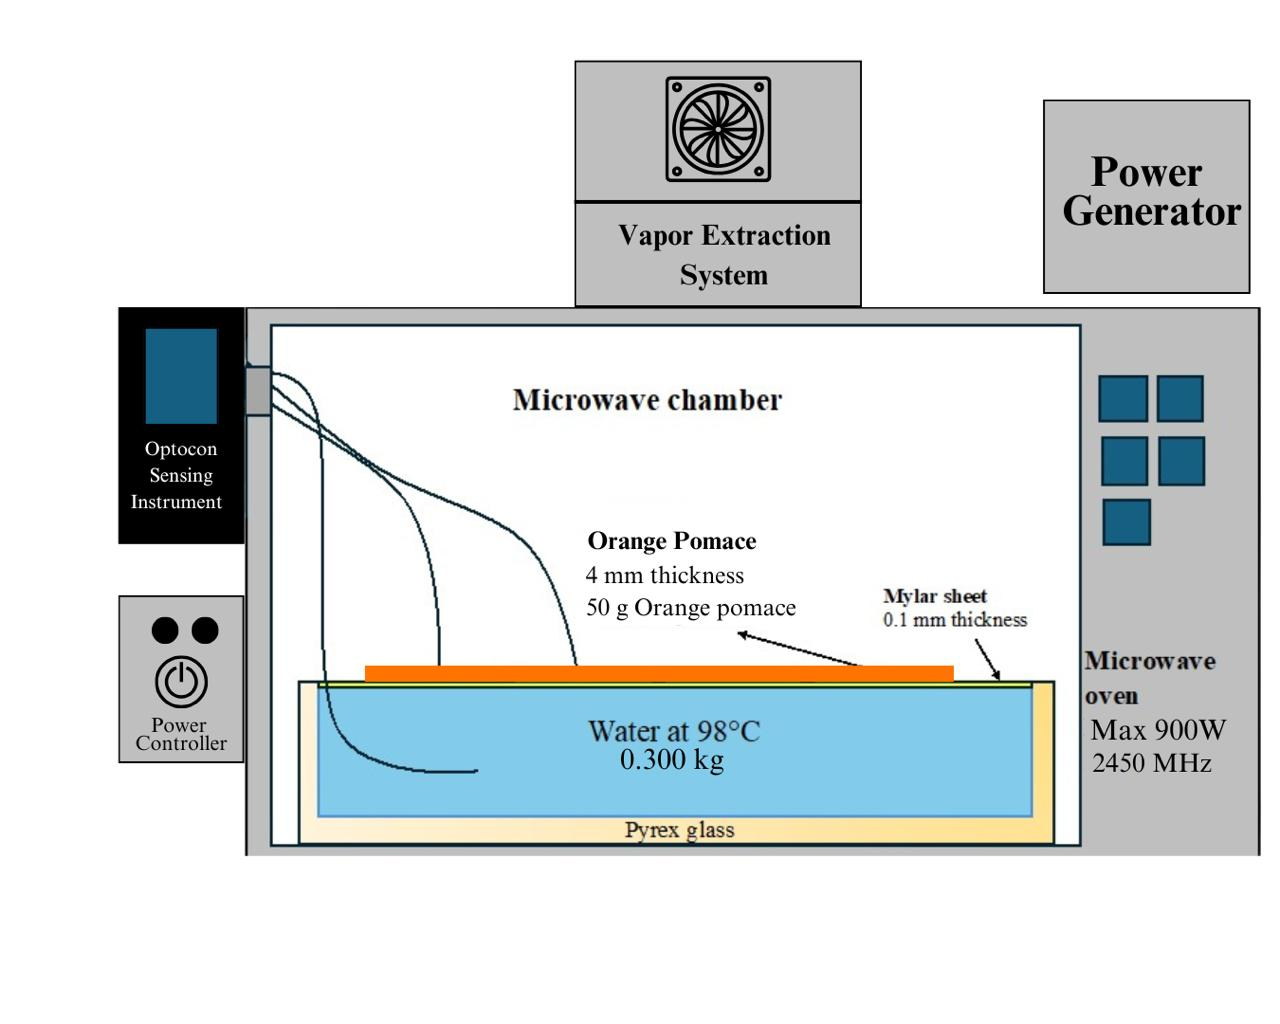 Power
Generator
Vapor Extraction
System
Microwave chamber
Optocon
Sensing
Instrument
Orange Pomace
4 mm thickness
50 g Orange pomace
Mylar sheet
0.1 mm thickness
Microwave
oven
Max 900W
2450 MHz
Power
Controller
Water at 98°C
0.300 kg
Pyrex glass